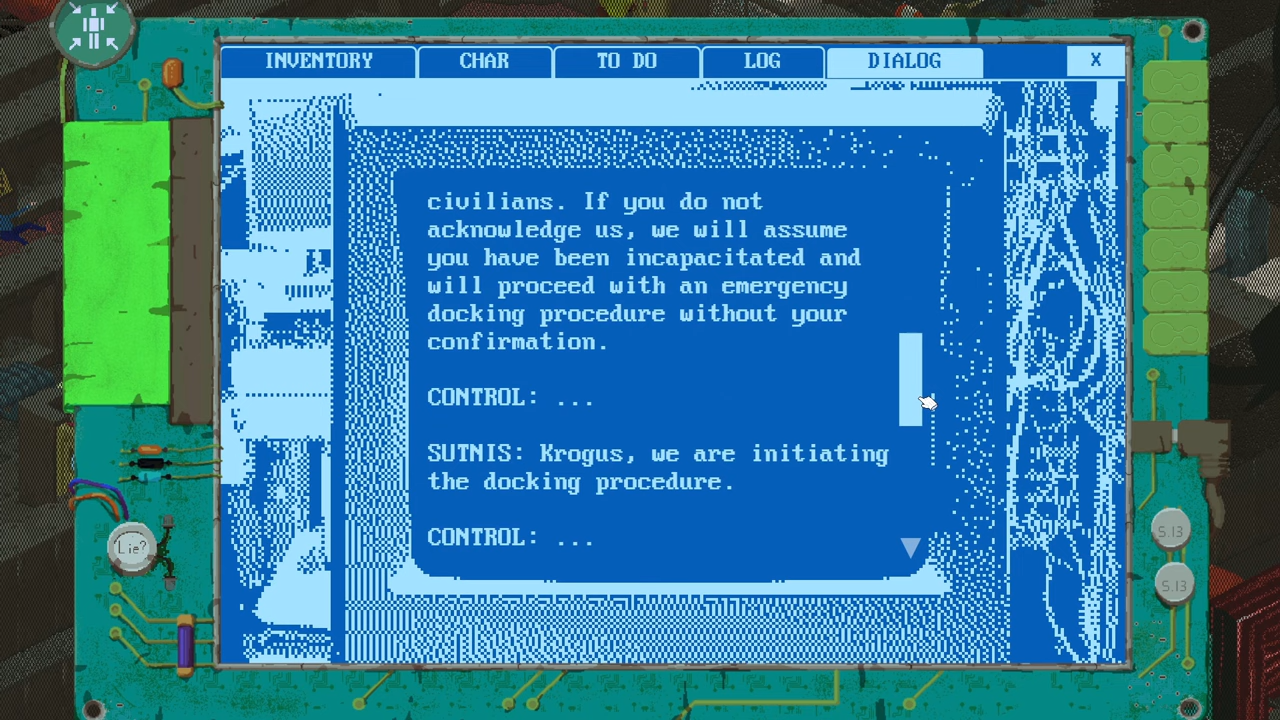 INVENTORY
CHAR
TO DO
LOG
DIALOG
X
civilians. If you do not
acknowledge us, we will assume
you have been incapacitated and
will proceed with an emergency
docking procedure without your
confirmation.
CONTROL: ...
SUTNIS: Krogus, we are initiating
the docking procedure.
CONTROL: ...
Lie?
5.13
5.13